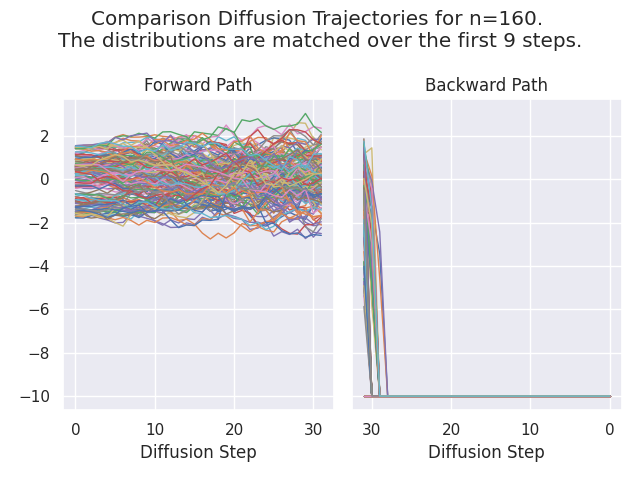 Comparison Diffusion Trajectories for n=160.
The distributions are matched over the first 9 steps.
Forward Path
Backward Path
2
0
−2
−4
−6
−8
−10
0 10 20 30
30 20 10 0
Diffusion Step
Diffusion Step